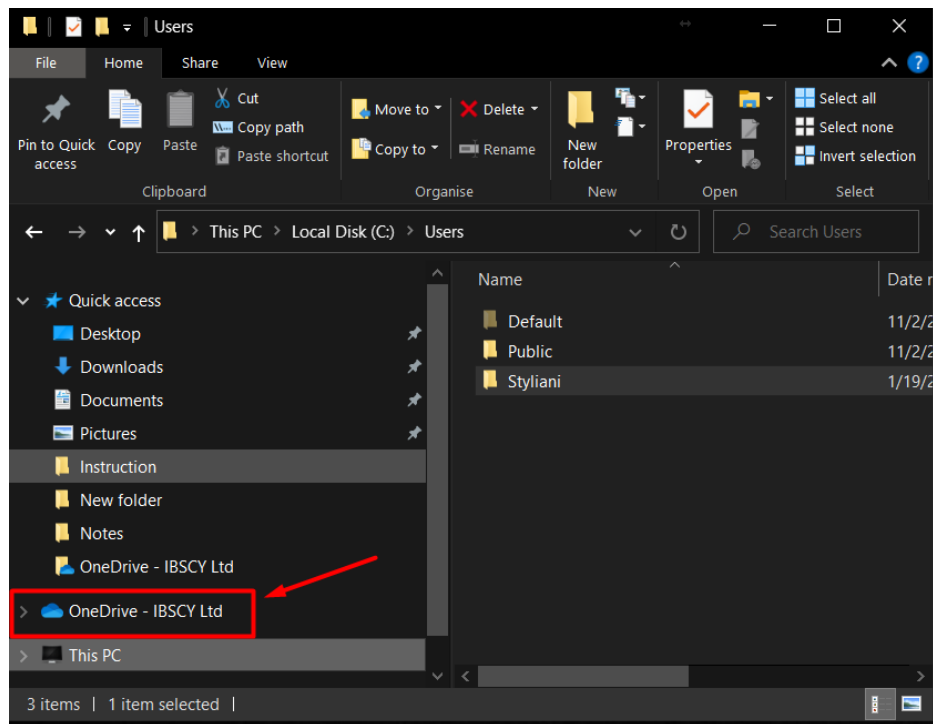 Users
File Home Share View
Pin to Quick access
Copy
Paste
Cut
Copy path
Paste shortcut
Clipboard
Move to
Copy to
Delete
Rename
Organise
New folder
New
Properties
Open
Select all
Select none
Invert selection
Select
This PC > Local Disk (C:) > Users
Search Users
Quick access
Desktop
Downloads
Documents
Pictures
Instruction
New folder
Notes
OneDrive - IBSCY Ltd
OneDrive - IBSCY Ltd
This PC
Name Date
Default 11/2/2
Public 11/2/2
Styliani 1/19/2
3 items 1 item selected